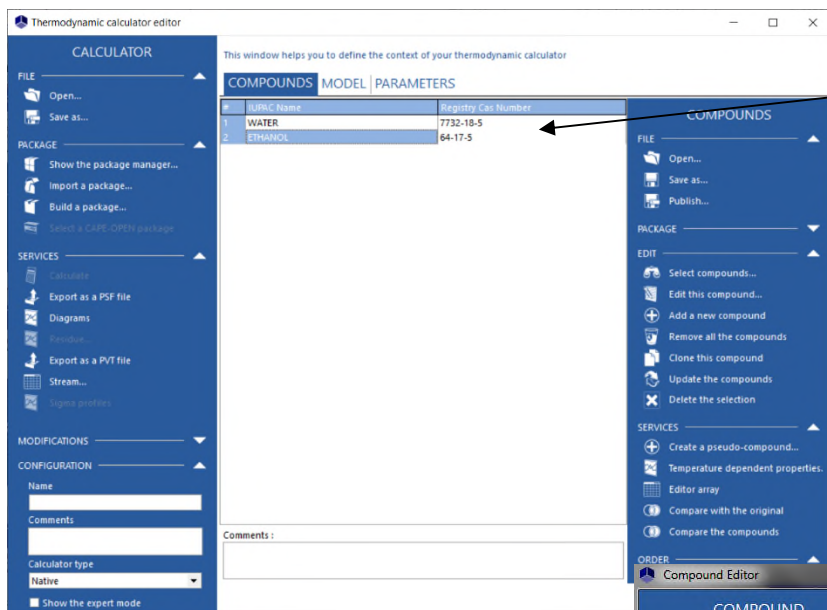 Thermodynamic calculator editor
CALCULATOR
FILE
Open...
Save as...
PACKAGE
Show the package manager...
Import a package...
Build a package...
Select a CAPE-OPEN package
SERVICES
Calculate
Export as a PSF file
Diagrams
Residue...
Export as a PVT file
Stream...
Sigma profiles
MODIFICATIONS
CONFIGURATION
Name
Comments
Calculator type
Native
Show the expert mode
This window helps you to define the context of your thermodynamic calculator
COMPOUNDS MODEL PARAMETERS
# IUPAC Name Registry Cas Number
1 WATER 7732-18-5
2 ETHANOL 64-17-5
Comments :
COMPOUNDS
FILE
Open...
Save as...
Publish...
PACKAGE
EDIT
Select compounds...
Edit this compound...
Add a new compound
Remove all the compounds
Clone this compound
Update the compounds
Delete the selection
SERVICES
Create a pseudo-compound...
Temperature dependent properties.
Editor array
Compare with the original
Compare the compounds
ORDER
Compound Editor
COMPOUND